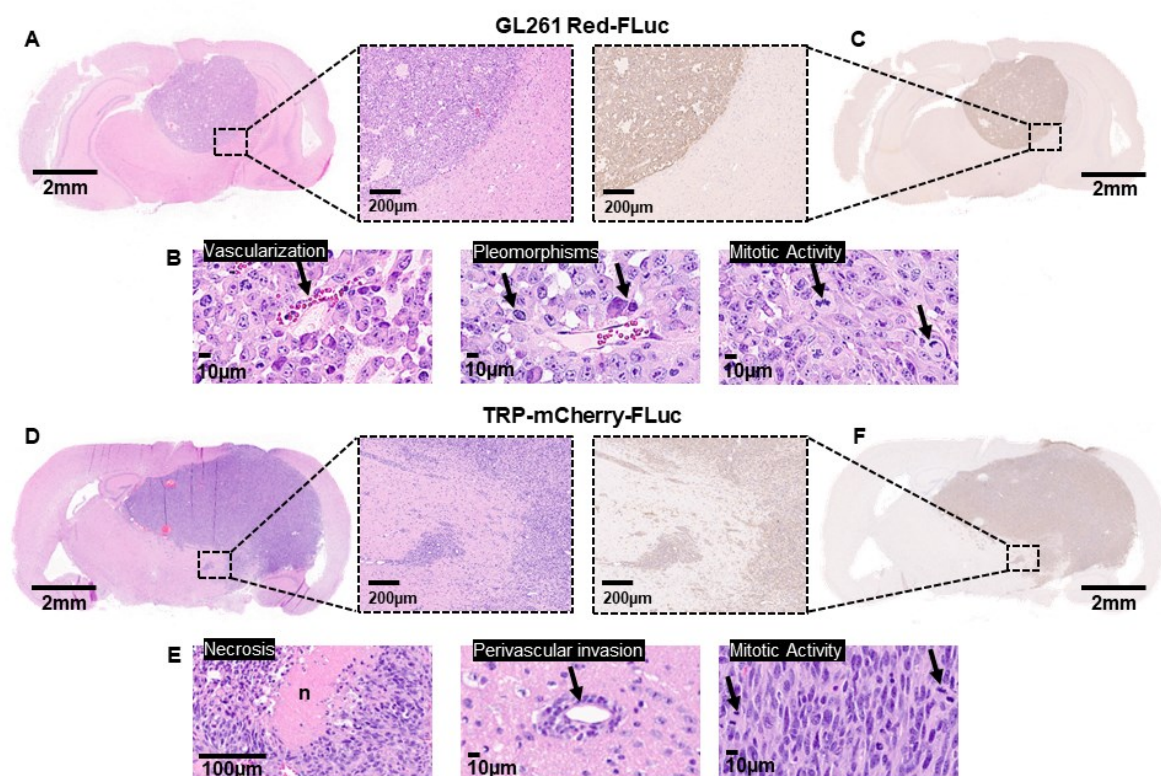 GL261 Red-FLuc
A
C
2mm
200µm
200µm
2mm
B
Vascularization
Pleomorphisms
Mitotic Activity
10µm
10µm
10µm
TRP-mCherry-FLuc
D
F
2mm
200µm
200µm
2mm
E
Necrosis
Perivascular invasion
Mitotic Activity
n
100µm
10µm
10µm